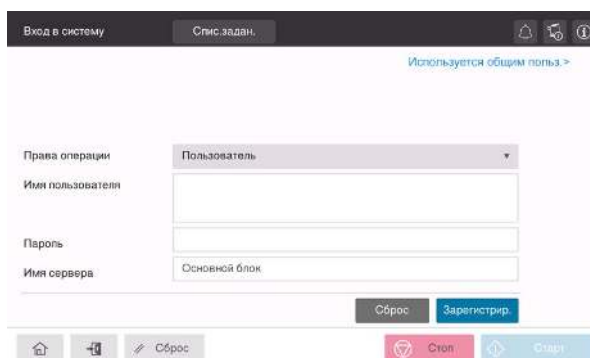 Вход в систему
Спис.задан.
Используется общим польз.>
Права операции
Пользователь
Имя пользователя
Пароль
Имя сервера
Основной блок
Сброс
Зарегистрир.
Сброс
Стоп
Старт